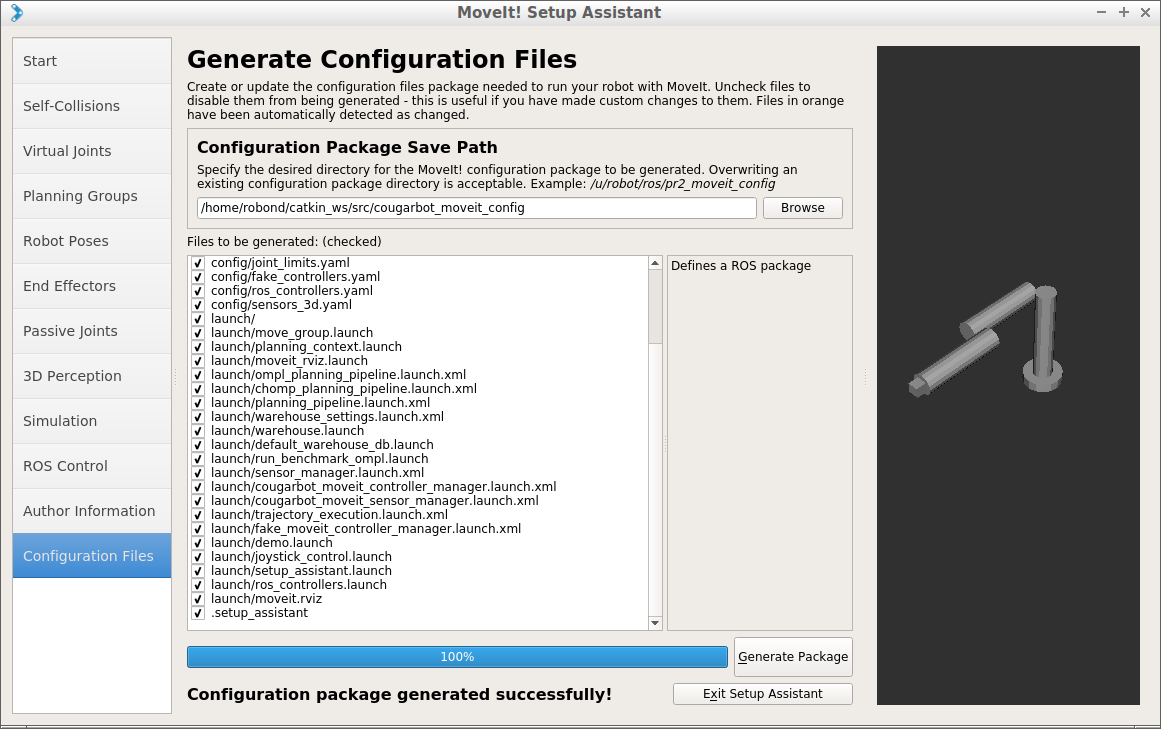 MoveIt! Setup Assistant
Start
Self-Collisions
Virtual Joints
Planning Groups
Robot Poses
End Effectors
Passive Joints
3D Perception
Simulation
ROS Control
Author Information
Configuration Files
Generate Configuration Files
Create or update the configuration files package needed to run your robot with MoveIt. Uncheck files to
disable them from being generated - this is useful if you have made custom changes to them. Files in orange
have been automatically detected as changed.
Configuration Package Save Path
Specify the desired directory for the MoveIt! configuration package to be generated. Overwriting an
existing configuration package directory is acceptable. Example: /u/robot/ros/pr2_moveit_config
/home/robond/catkin_ws/src/cougarbot_moveit_config
Browse
Files to be generated: (checked)
config/joint_limits.yaml
config/fake_controllers.yaml
config/ros_controllers.yaml
config/sensors_3d.yaml
launch/
launch/move_group.launch
launch/planning_context.launch
launch/moveit_rviz.launch
launch/ompl_planning_pipeline.launch.xml
launch/chomp_planning_pipeline.launch.xml
launch/planning_pipeline.launch.xml
launch/warehouse_settings.launch.xml
launch/warehouse.launch
launch/default_warehouse_db.launch
launch/run_benchmark_ompl.launch
launch/sensor_manager.launch.xml
launch/cougarbot_moveit_controller_manager.launch.xml
launch/cougarbot_moveit_sensor_manager.launch.xml
launch/trajectory_execution.launch.xml
launch/fake_moveit_controller_manager.launch.xml
launch/demo.launch
launch/joystick_control.launch
launch/setup_assistant.launch
launch/ros_controllers.launch
launch/moveit.rviz
.setup_assistant
Defines a ROS package
100%
Generate Package
Configuration package generated successfully!
Exit Setup Assistant